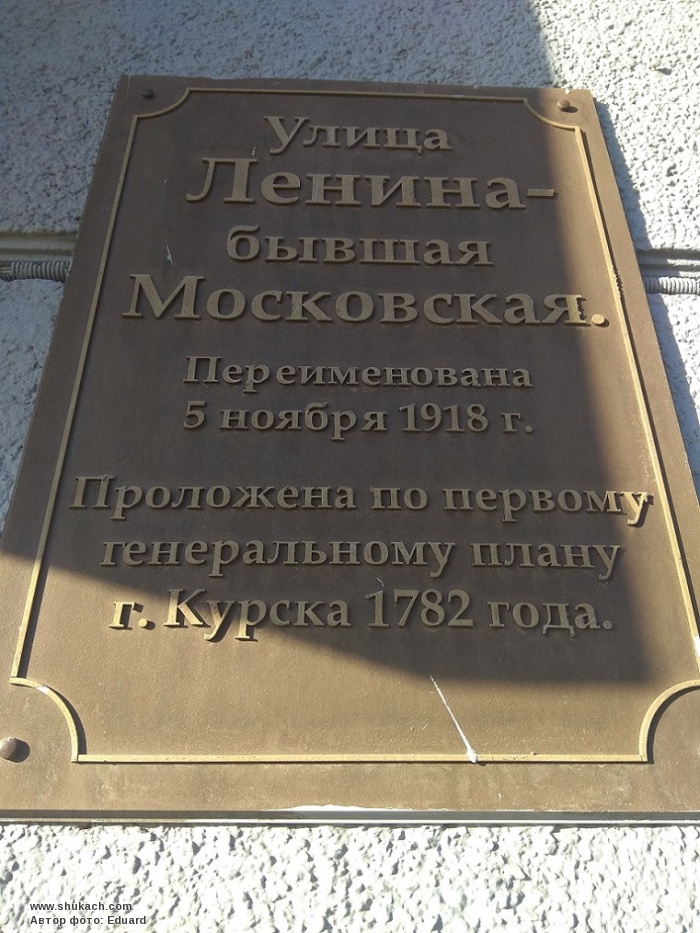 Улица
Ленина-
бывшая
Московская.
Переименована
5 ноября 1918 г.
Проложена по первому
генеральному плану
г. Курска 1782 года.
www.shukach.com
Автор фото: Eduard